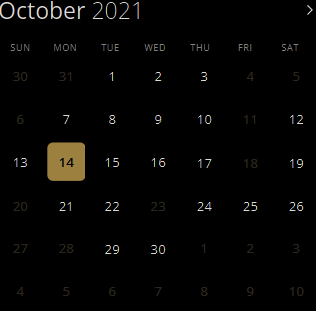 October 2021
SUN MON TUE WED THU FRI SAT
30 31 1 2 3 4 5
6 7 8 9 10 11 12
13 14 15 16 17 18 19
20 21 22 23 24 25 26
27 28 29 30 1 2 3
4 5 6 7 8 9 10